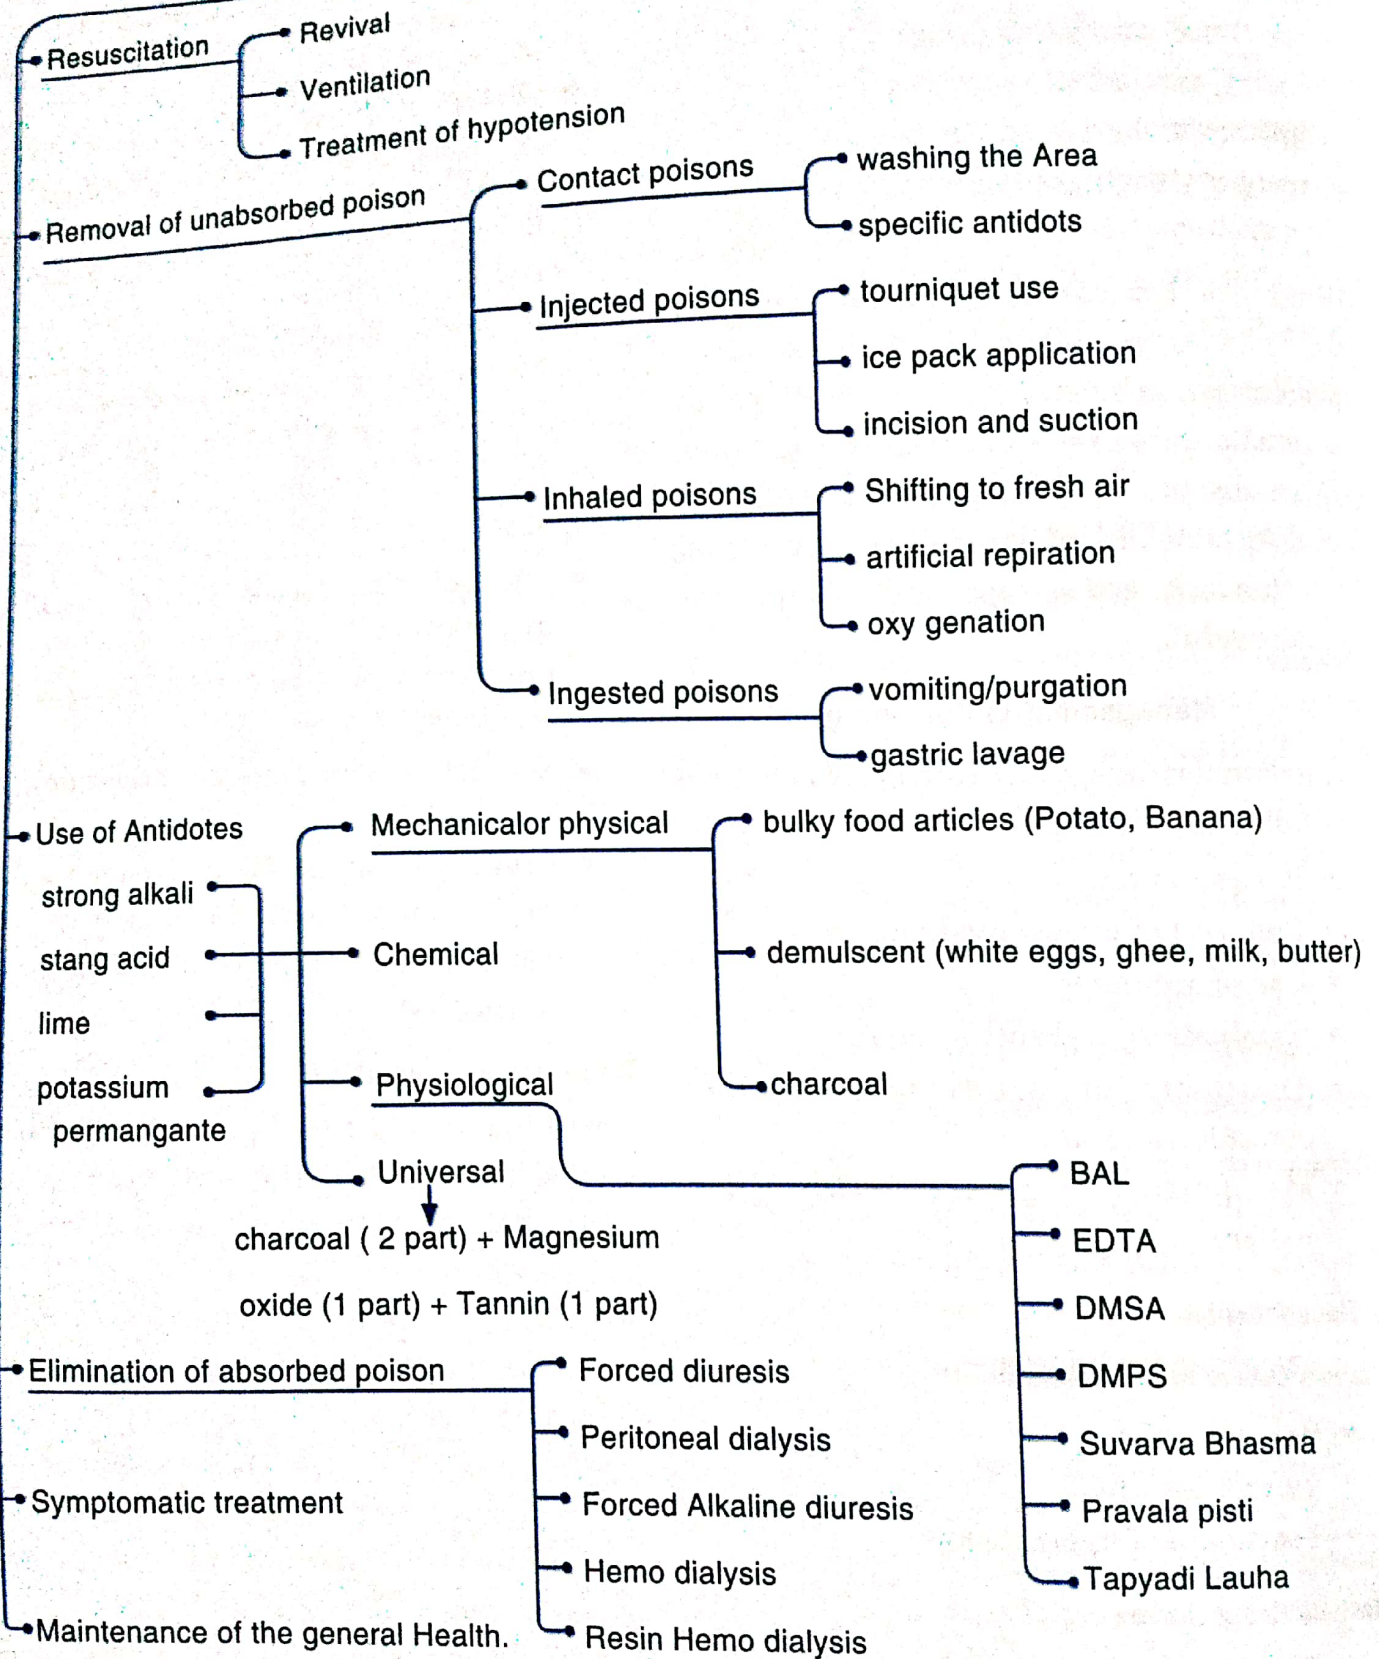 Resuscitation
Revival
Ventilation
Treatment of hypotension
Removal of unabsorbed poison
Contact poisons
washing the Area
specific antidots
Injected poisons
tourniquet use
ice pack application
incision and suction
Inhaled poisons
Shifting to fresh air
artificial repiration
oxy genation
Ingested poisons
vomiting/purgation
gastric lavage
Use of Antidotes
Mechanicalor physical
bulky food articles (Potato, Banana)
demulscent (white eggs, ghee, milk, butter)
charcoal
strong alkali
stang acid
lime
potassium
permangante
Chemical
Physiological
BAL
EDTA
DMSA
DMPS
Suvarva Bhasma
Pravala pisti
Tapyadi Lauha
Universal
charcoal ( 2 part) + Magnesium
oxide (1 part) + Tannin (1 part)
Elimination of absorbed poison
Forced diuresis
Peritoneal dialysis
Forced Alkaline diuresis
Hemo dialysis
Resin Hemo dialysis
Symptomatic treatment
Maintenance of the general Health.